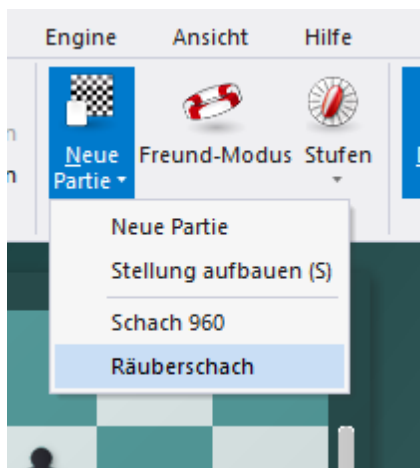 Engine Ansicht Hilfe
n
Neue Freund-Modus Stufen
n Partie
Neue Partie
Stellung aufbauen (S)
Schach 960
Räuberschach